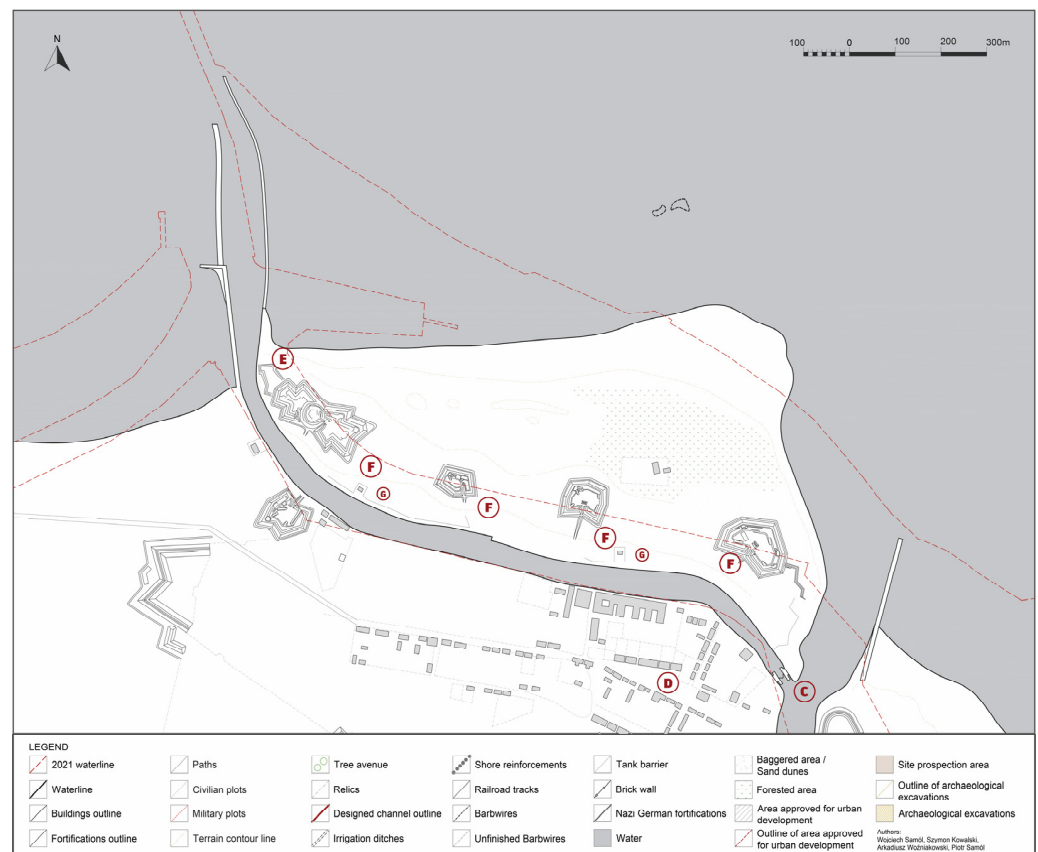 N
100 0 100 200 300m
E
F
G
F
F
G
F
D
C
LEGEND
2021 waterline
Waterline
Buildings outline
Fortifications outline
Paths
Civilian plots
Military plots
Terrain contour line
Tree avenue
Relics
Designed channel outline
Irrigation ditches
Shore reinforcements
Railroad tracks
Barbwires
Unfinished Barbwires
Tank barrier
Brick wall
Nazi German fortifications
Water
Baggered area /
Sand dunes
Forested area
Area approved for urban
development
Outline of area approved
for urban development
Site prospection area
Outline of archaeological
excavations
Archaeological excavations
Authors:
Wojciech Samól, Szymon Kowalski,
Arkadiusz Woźniakowski, Piotr Samól